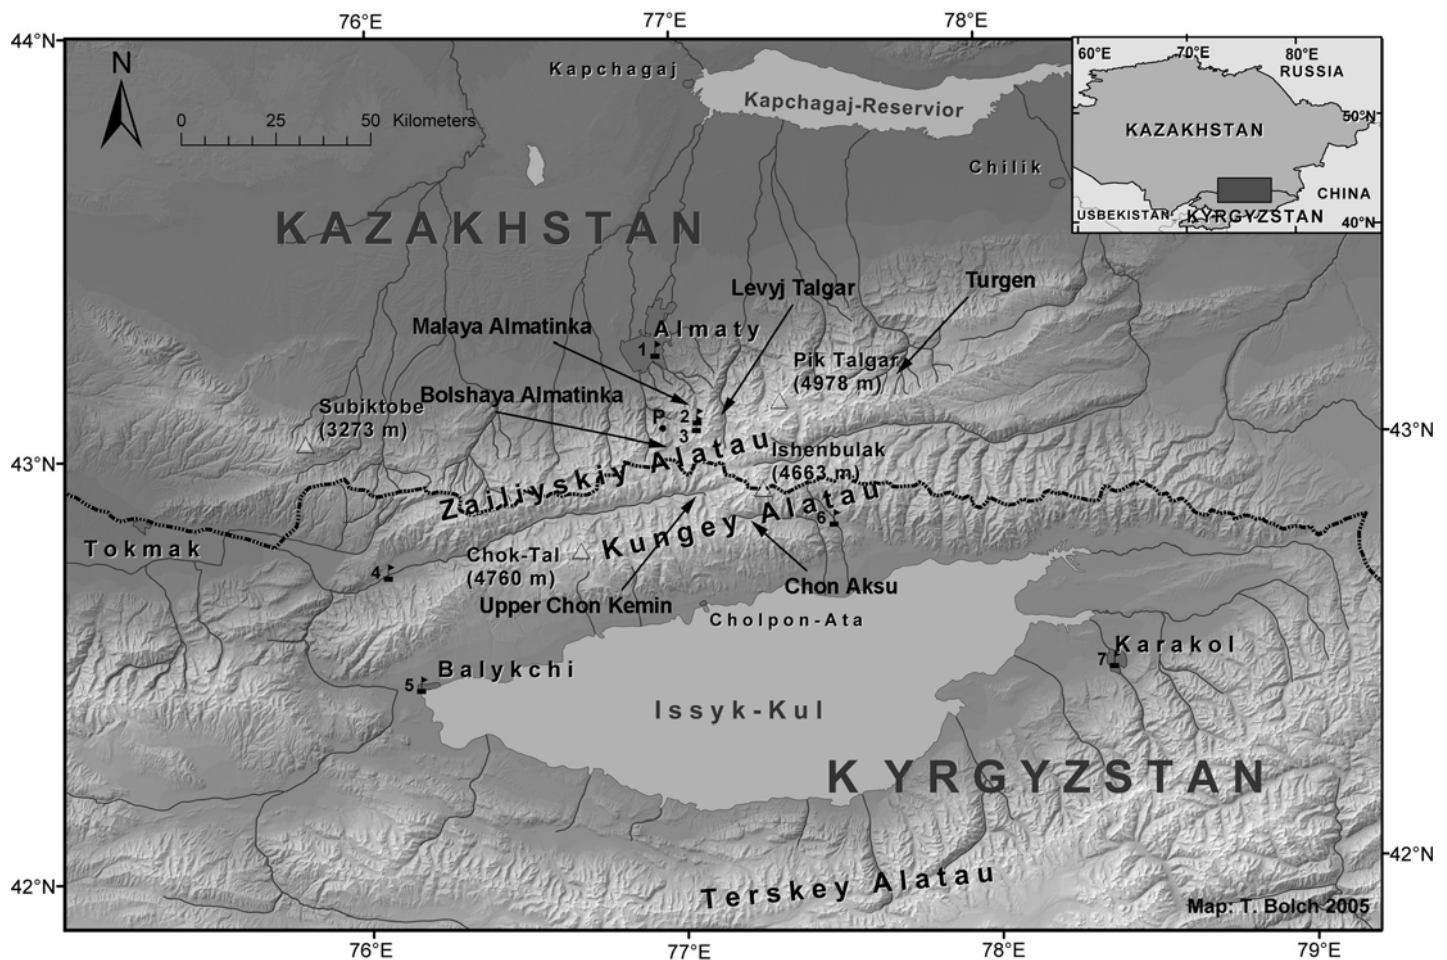 76°E
77°E
78°E
44°N
N
0
25
50
Kilometers
Kapchagaj
Kapchagaj-Reservior
Chilik
60°E
70°E
80°E
RUSSIA
50°N
KAZAKHSTAN
CHINA
USBEKISTAN
KYRGYZSTAN
40°N
KAZAKHSTAN
Levyj Talgar
Turgen
Malaya Almatinka
Almaty
1
Pik Talgar
(4978 m)
Bolshaya Almatinka
Subiktobe
(3273 m)
P
2
3
43°N
43°N
Zailiyskiy Alatau
Ishenbulak
(4663 m)
Kungey Alatau
6
Tokmak
Chok-Tal
(4760 m)
4
Chon Aksu
Upper Chon Kemin
Cholpon-Ata
Karakol
7
Balykchi
5
Issyk-Kul
KYRGYZSTAN
42°N
42°N
Terskey Alatau
Map: T. Bolch 2005
76°E
77°E
78°E
79°E